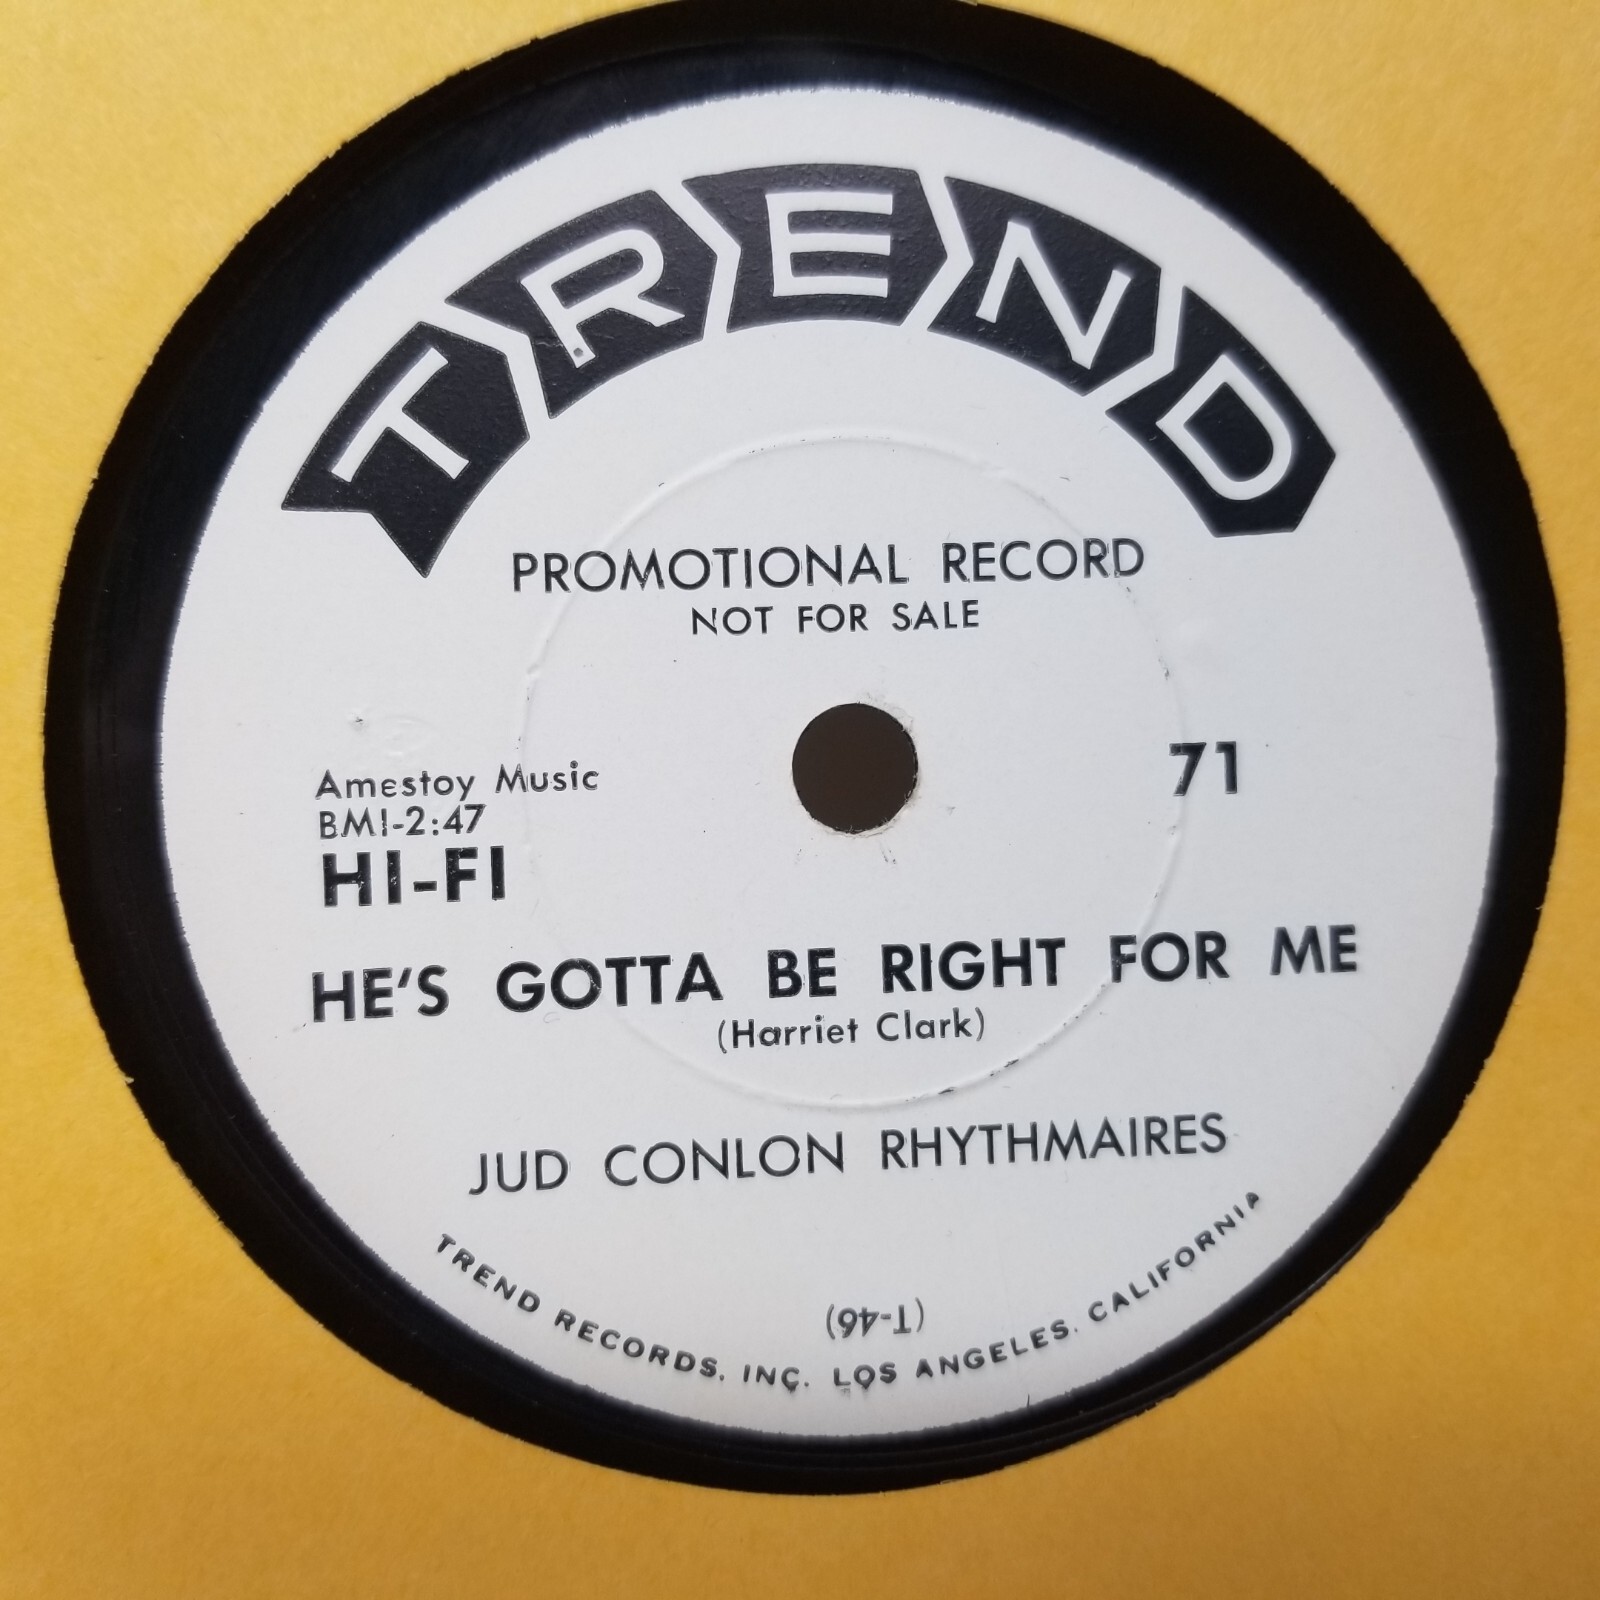 TREND
PROMOTIONAL RECORD
NOT FOR SALE
71
Amestoy Music
BMI-2:47
HI-FI
HE'S GOTTA BE RIGHT FOR ME
(Harriet Clark)
JUD CONLON RHYTHMAIRES
(T-46)
TREND RECORDS, INC. LOS ANGELES. CALIFORNIA